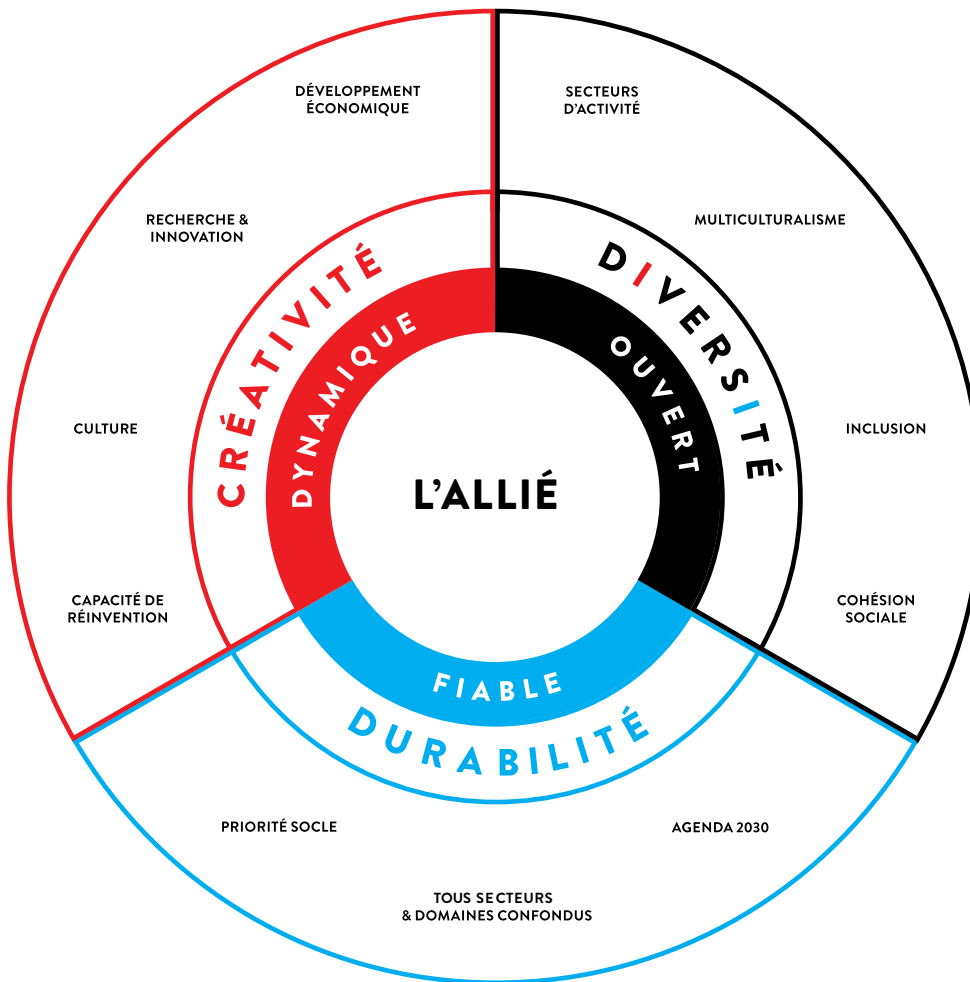 DÉVELOPPEMENT
ÉCONOMIQUE
SECTEURS
D'ACTIVITÉ
RECHERCHE &
INNOVATION
MULTICULTURALISME
CRÉATIVITÉ
DIVERSITÉ
DYNAMIQUE
OUVERT
CULTURE
INCLUSION
L'ALLIÉ
CAPACITÉ DE
RÉINVENTION
COHÉSION
SOCIALE
FIABLE
DURABILITÉ
PRIORITÉ SOCLE
AGENDA 2030
TOUS SECTEURS
& DOMAINES CONFONDUS